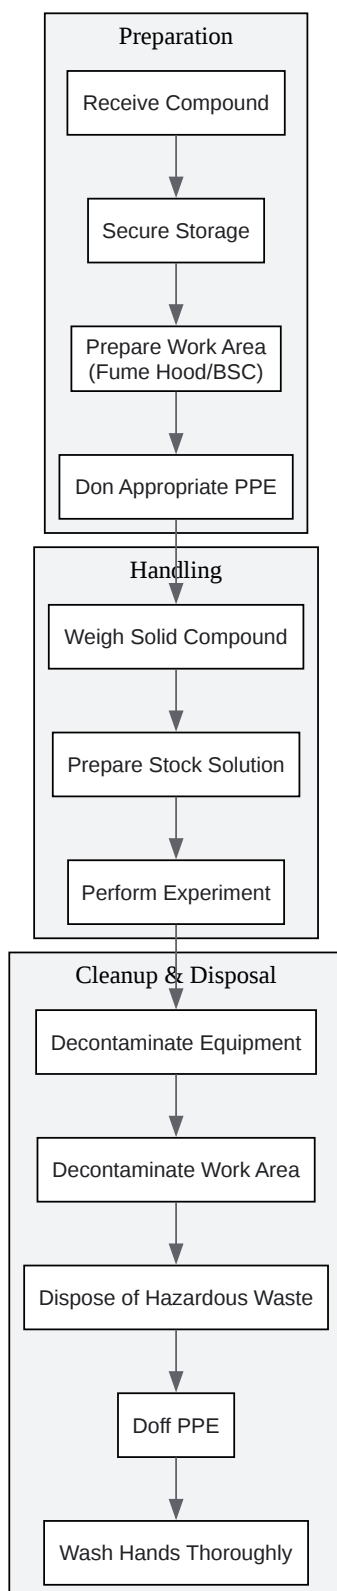 Preparation
Receive Compound
Secure Storage
Prepare Work Area
(Fume Hood/BSC)
Don Appropriate PPE
Handling
Weigh Solid Compound
Prepare Stock Solution
Perform Experiment
Cleanup & Disposal
Decontaminate Equipment
Decontaminate Work Area
Dispose of Hazardous Waste
Doff PPE
Wash Hands Thoroughly